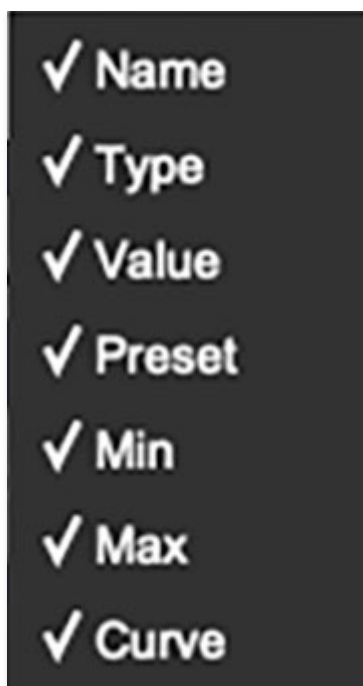 ✓ Name
✓ Type
✓ Value
✓ Preset
✓ Min
✓ Max
✓ Curve